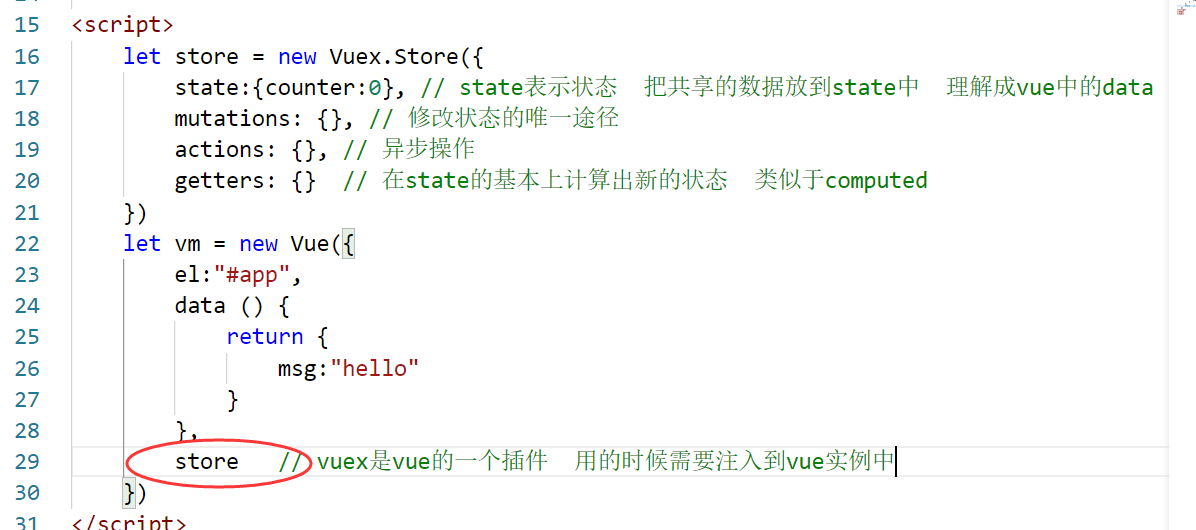 15 <script>
16 let store = new Vuex.Store({
17 state:{counter:0}, // state表示状态 把共享的数据放到state中 理解成vue中的data
18 mutations: {}, // 修改状态的唯一途径
19 actions: {}, // 异步操作
20 getters: {} // 在state的基本上计算出新的状态 类似于computed
21 })
22 let vm = new Vue({
23 el:"#app",
24 data () {
25 return {
26 msg:"hello"
27 }
28 },
29 store // vuex是vue的一个插件 用的时候需要注入到vue实例中
30 })
31 </script>